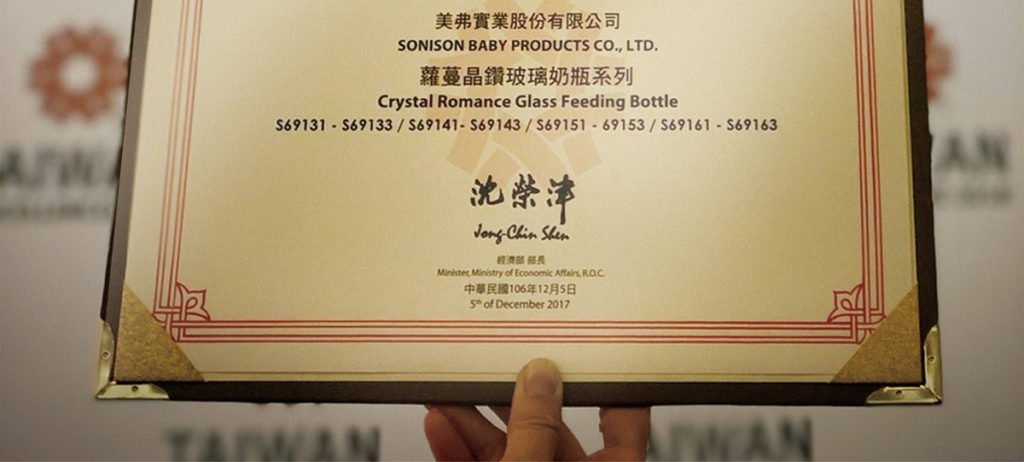 美弗實業股份有限公司
SONISON BABY PRODUCTS CO., LTD.
蘿蔓晶鑽玻璃奶瓶系列
Crystal Romance Glass Feeding Bottle
S69131 - S69133 / S69141- S69143 / S69151 - 69153 / S69161 - S69163
沈榮津
Jong-Chin Shen
經濟部 部長
Minister, Ministry of Economic Affairs, R.O.C.
中華民國106年12月5日
5th of December 2017
TAIWAN